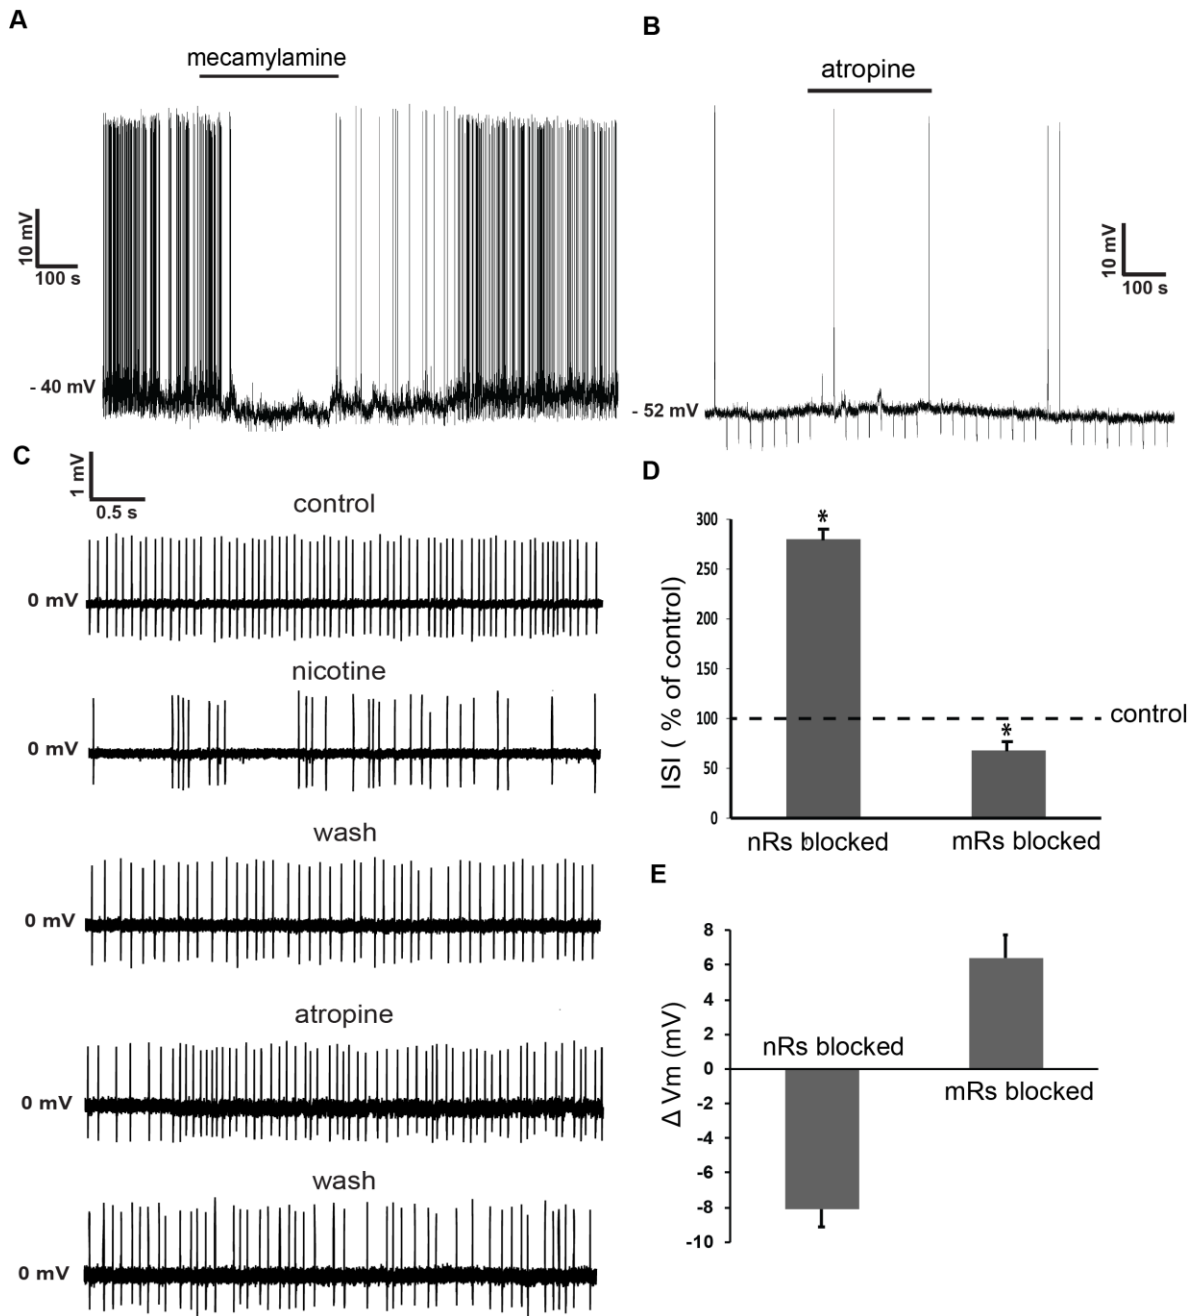 A
mecamylamine
10 mV
100 s
- 40 mV
B
atropine
10 mV
100 s
- 52 mV
C
1 mV
0.5 s
control
0 mV
nicotine
0 mV
wash
0 mV
atropine
0 mV
wash
0 mV
D
ISI ( % of control)
300
250
200
150
100
50
0
*
*
control
nRs blocked
mRs blocked
E
Δ Vm (mV)
8
6
4
2
0
-2
-4
-6
-8
-10
nRs blocked
mRs blocked